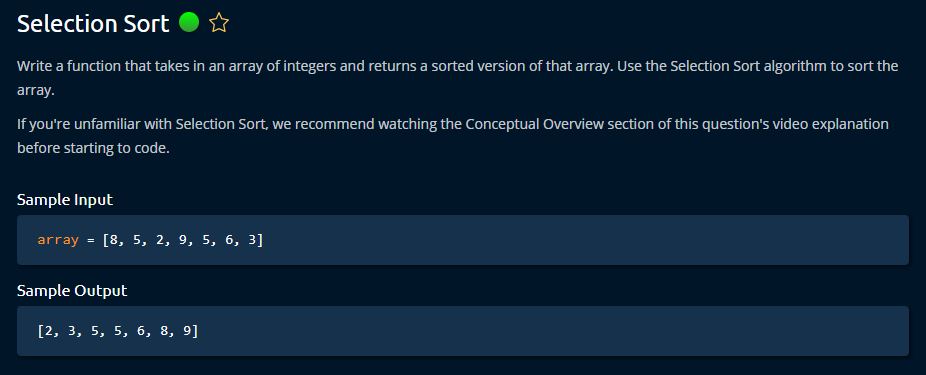 Selection Sort
Write a function that takes in an array of integers and returns a sorted version of that array. Use the Selection Sort algorithm to sort the
array.
If you're unfamiliar with Selection Sort, we recommend watching the Conceptual Overview section of this question's video explanation
before starting to code.
Sample Input
array = [8, 5, 2, 9, 5, 6, 3]
Sample Output
[2, 3, 5, 5, 6, 8, 9]